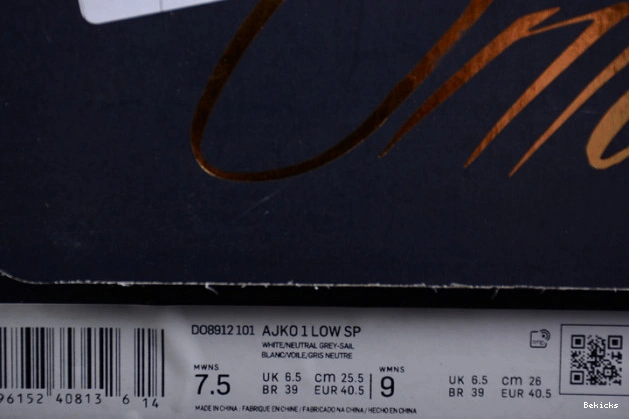 DO8912 101 AJKO 1 LOW SP
WHITE/NEUTRAL GREY-SAIL
BLANC/VOILE/GRIS NEUTRE
MWNS
7.5
UK 6.5 CM 25.5
BR 39 EUR 40.5
WMNS
9
UK 6.5 CM 26
BR 39 EUR 40.5
96152 40813 6 14
MADE IN CHINA / FABRIQUE EN CHINE / FABRICADO NA CHINA / HECHO EN CHINA
Bekicks